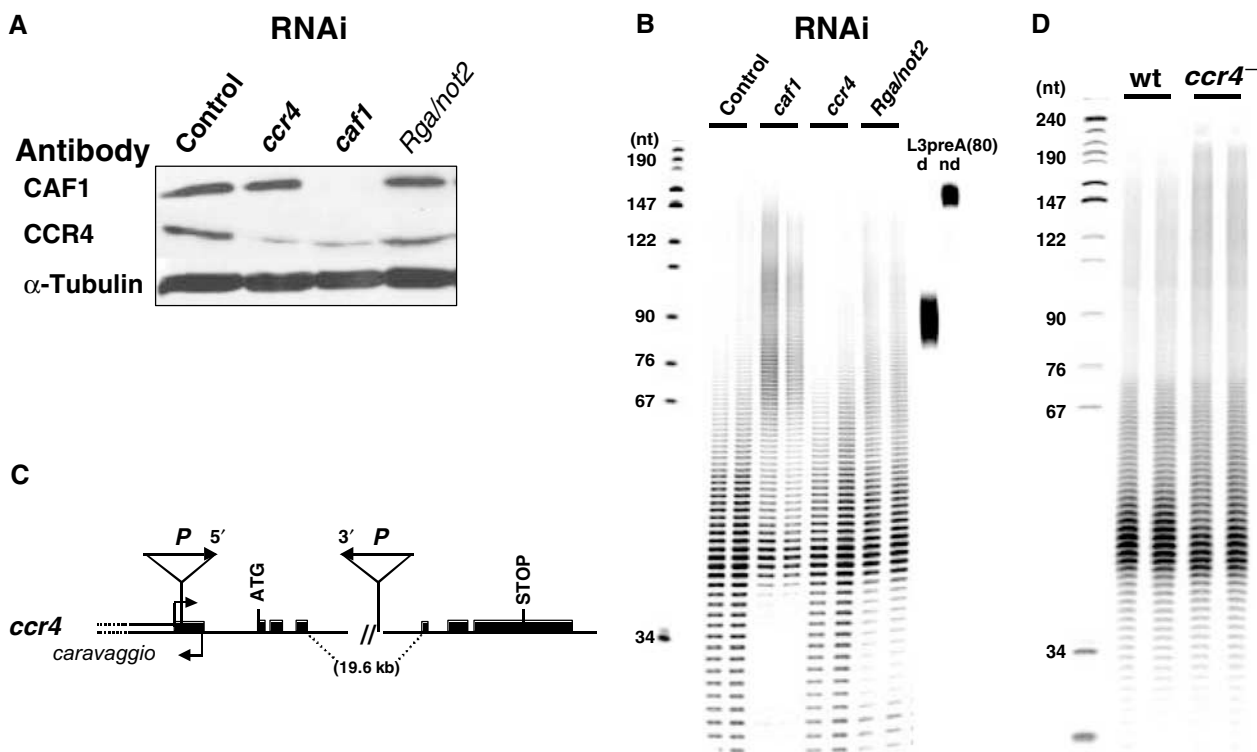 A
RNAi
Control
ccr4
caf1
Rga/not2
Antibody
CAF1
CCR4
α-Tubulin
B
RNAi
Control
caf1
ccr4
Rga/not2
(nt)
L3preA(80)
d nd
190
147
122
90
76
67
34
C
P 5′
3′ P
ATG
STOP
ccr4
//
caravaggio
(19.6 kb)
D
(nt)
wt
ccr4−
240
190
147
122
90
76
67
34